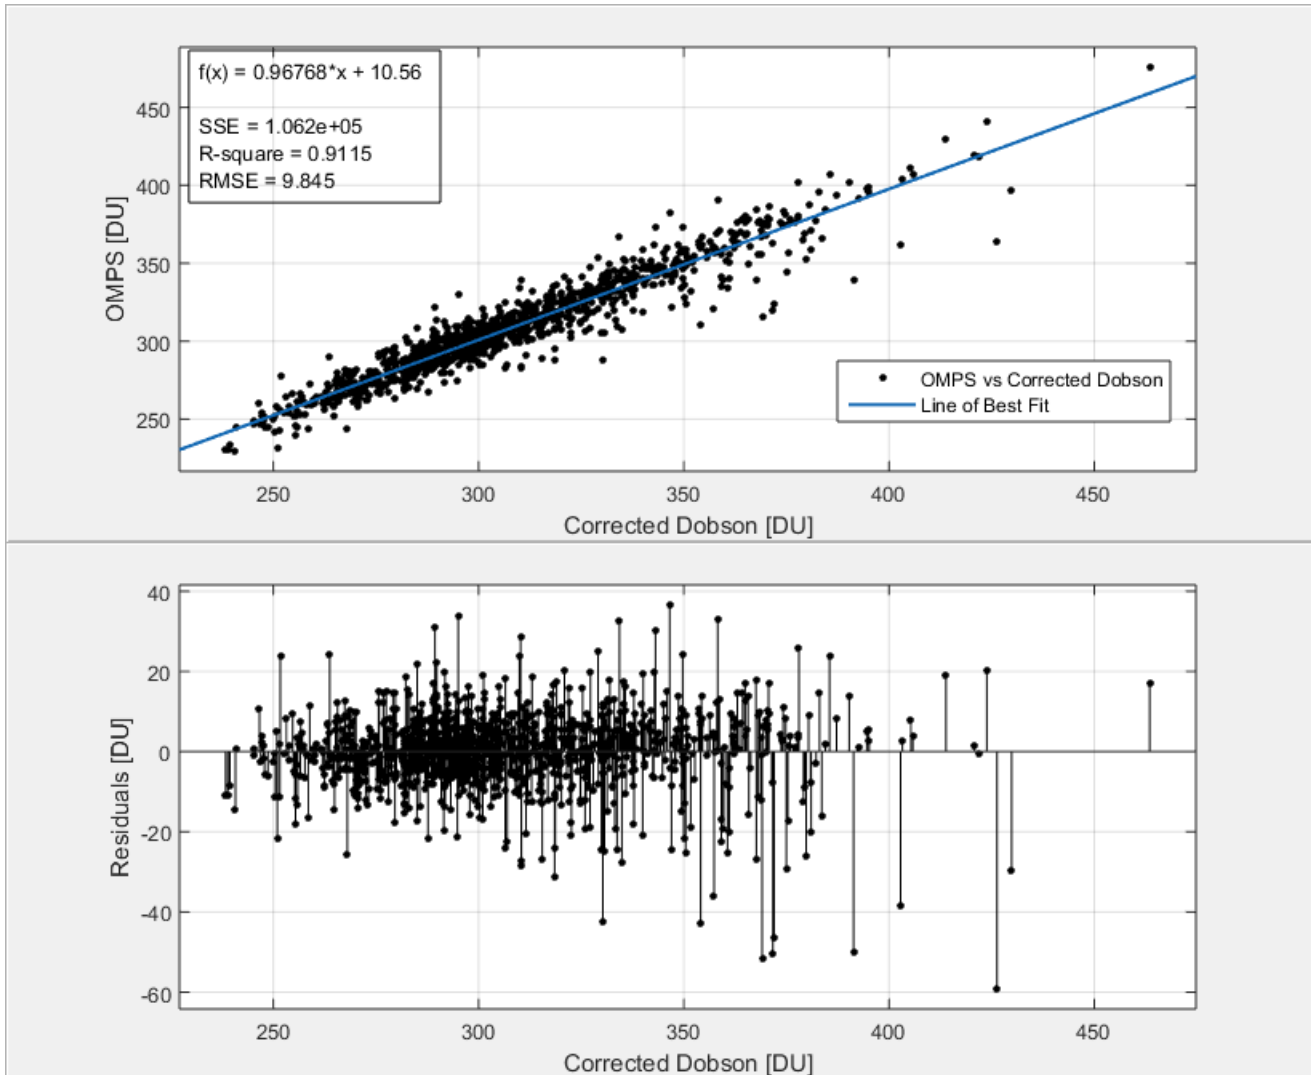 f(x) = 0.96768*x + 10.56
SSE = 1.062e+05
R-square = 0.9115
RMSE = 9.845
450
400
350
300
250
OMPS [DU]
OMPS vs Corrected Dobson
Line of Best Fit
250 300 350 400 450
Corrected Dobson [DU]
40
20
0
-20
-40
-60
Residuals [DU]
250 300 350 400 450
Corrected Dobson [DU]